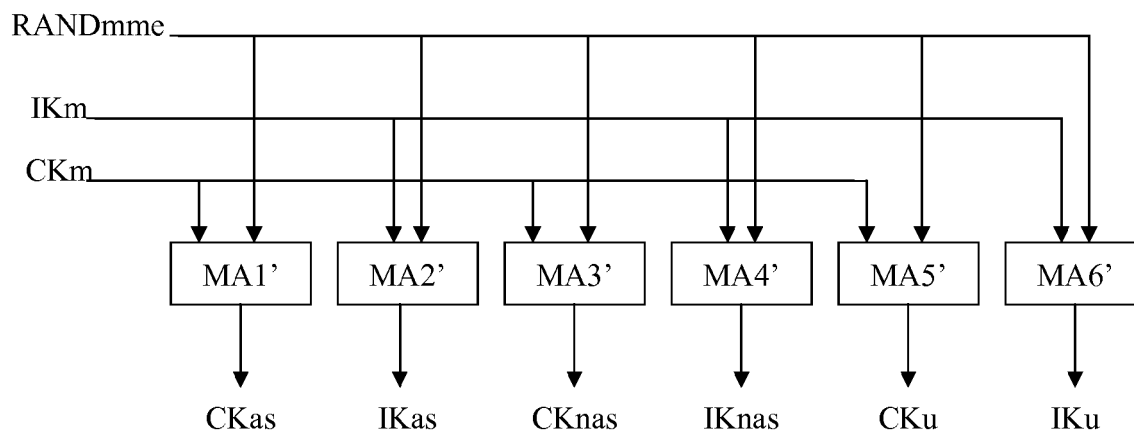 RANDmme
IKm
CKm
MA1’ MA2’ MA3’ MA4’ MA5’ MA6’
CKas IKas CKnas IKnas CKu IKu